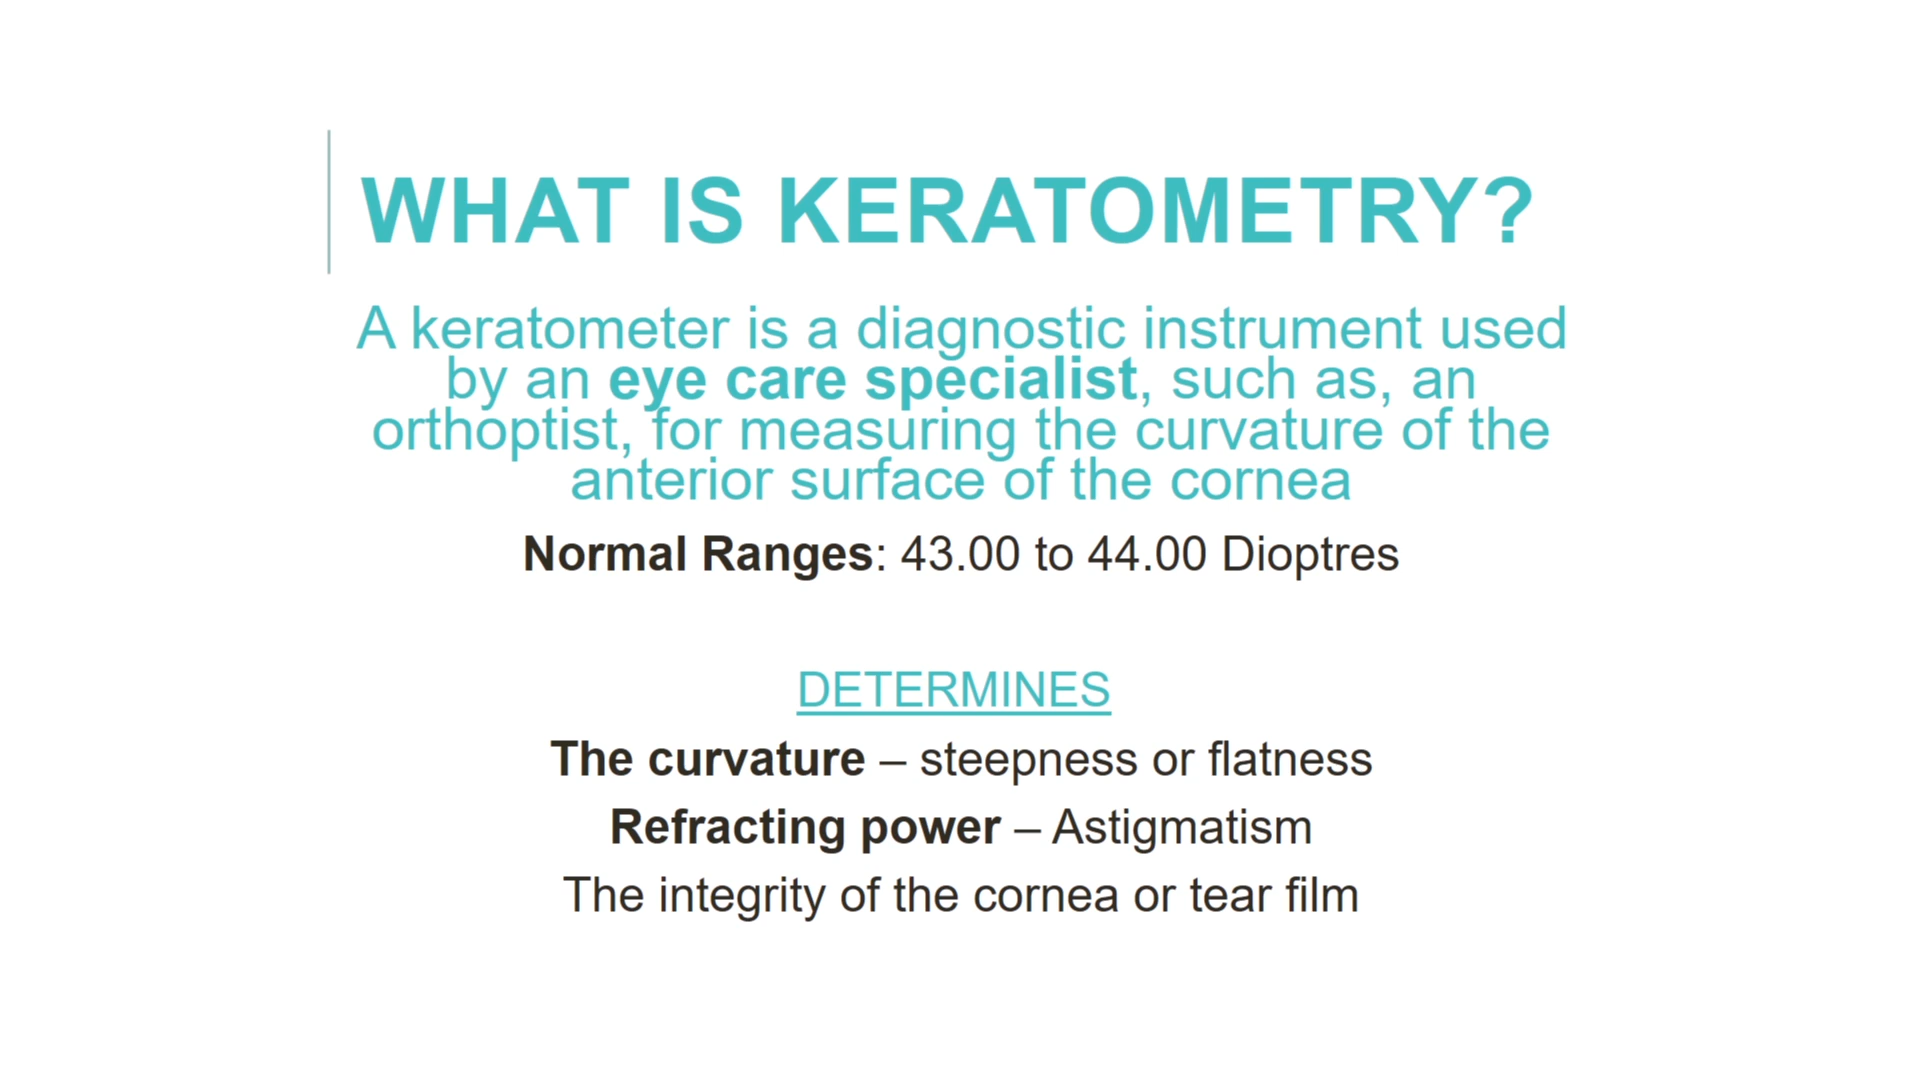 WHAT IS KERATOMETRY?
A keratometer is a diagnostic instrument used
by an eye care specialist, such as, an
orthoptist, for measuring the curvature of the
anterior surface of the cornea
Normal Ranges: 43.00 to 44.00 Dioptres
DETERMINES
The curvature – steepness or flatness
Refracting power – Astigmatism
The integrity of the cornea or tear film